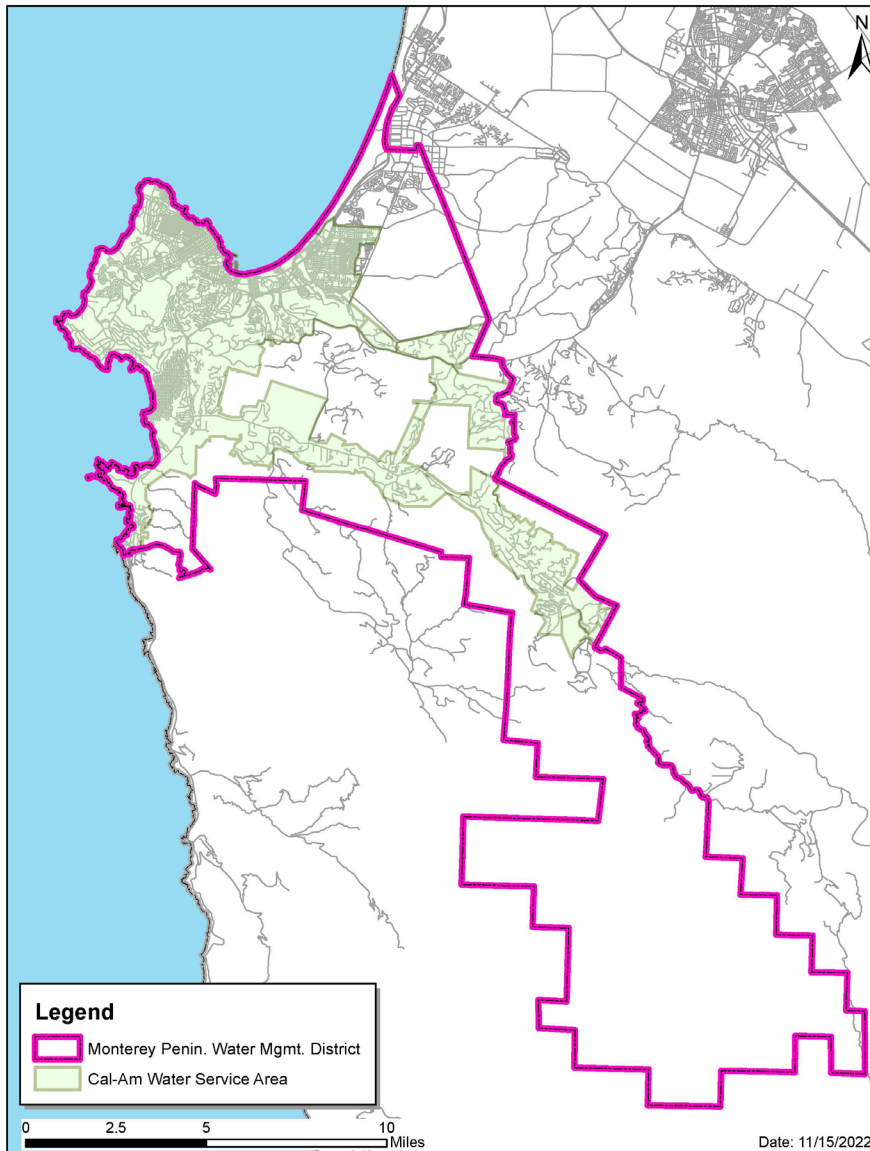 N
Legend
Monterey Penin. Water Mgmt. District
Cal-Am Water Service Area
0 2.5 5 10
Miles
Date: 11/15/2022